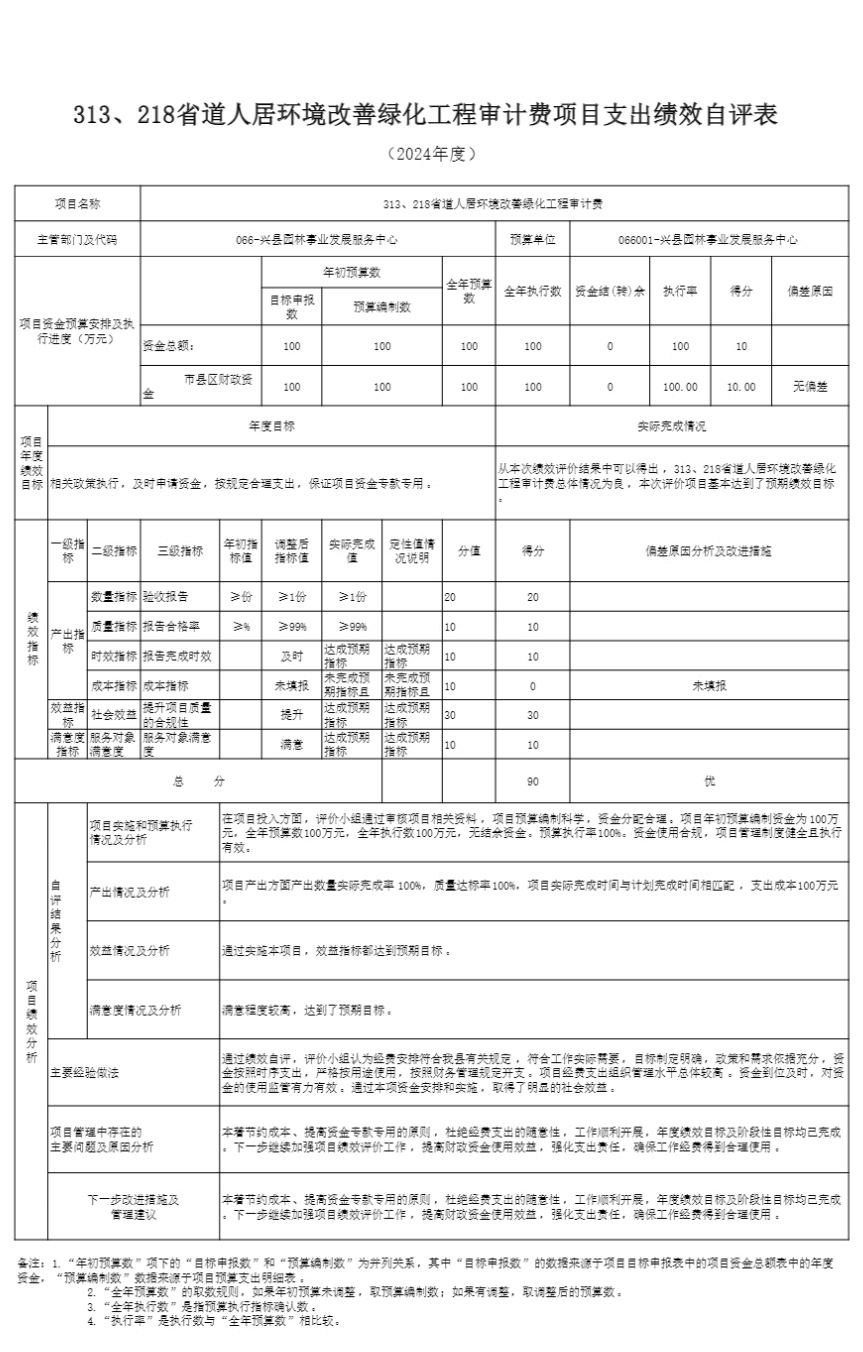 313、218省道人居环境改善绿化工程审计费项目支出绩效自评表
（2024年度）
项目名称 313、218省道人居环境改善绿化工程审计费
主管部门及代码 066-兴县园林事业发展服务中心 预算单位 066001-兴县园林事业发展服务中心
项目资金预算安排及执
行进度（万元）
年初预算数 全年预算
数 全年执行数 资金结(转)余 执行率 得分 偏差原因
目标申报
数 预算编制数
资金总额： 100 100 100 100 0 100 10
市县区财政资
金 100 100 100 100 0 100.00 10.00 无偏差
项目
年度
绩效
目标
年度目标 实际完成情况
相关政策执行，及时申请资金，按规定合理支出，保证项目资金专款专用。
从本次绩效评价结果中可以得出，313、218省道人居环境改善绿化
工程审计费总体情况为良，本次评价项目基本达到了预期绩效目标
。
绩
效
指
标
一级指
标 二级指标 三级指标 年初指
标值 调整后
指标值 实际完成
值 定性值情
况说明 分值 得分 偏差原因分析及改进措施
产出指
标
数量指标 验收报告 ≥份 ≥1份 ≥1份 20 20
质量指标 报告合格率 ≥% ≥99% ≥99% 10 10
时效指标 报告完成时效 及时 达成预期
指标 达成预期
指标 10 10
成本指标 成本指标 未填报 未完成预
期指标且 未完成预
期指标且 10 0 未填报
效益指
标 社会效益 提升项目质量
的合规性 提升 达成预期
指标 达成预期
指标 30 30
满意度
指标 服务对象
满意度 服务对象满意
度 满意 达成预期
指标 达成预期
指标 10 10
总 分 90 优
项
目
绩
效
分
析
自
评
结
果
分
析
项目实施和预算执行
情况及分析
在项目投入方面，评价小组通过审核项目相关资料，项目预算编制科学，资金分配合理。项目年初预算编制资金为100万
元，全年预算数100万元，全年执行数100万元，无结余资金。预算执行率100%。资金使用合规，项目管理制度健全且执行
有效。
产出情况及分析
项目产出方面产出数量实际完成率100%，质量达标率100%，项目实际完成时间与计划完成时间相匹配，支出成本100万元
。
效益情况及分析 通过实施本项目，效益指标都达到预期目标。
满意度情况及分析 满意程度较高，达到了预期目标。
主要经验做法
通过绩效自评，评价小组认为经费安排符合我县有关规定，符合工作实际需要，目标制定明确，政策和需求依据充分，资
金按照时序支出，严格按用途使用，按照财务管理规定开支。项目经费支出组织管理水平总体较高。资金到位及时，对资
金的使用监管有力有效。通过本项资金安排和实施，取得了明显的社会效益。
项目管理中存在的
主要问题及原因分析
本着节约成本、提高资金专款专用的原则，杜绝经费支出的随意性，工作顺利开展，年度绩效目标及阶段性目标均已完成
。下一步继续加强项目绩效评价工作，提高财政资金使用效益，强化支出责任，确保工作经费得到合理使用。
下一步改进措施及
管理建议
本着节约成本、提高资金专款专用的原则，杜绝经费支出的随意性，工作顺利开展，年度绩效目标及阶段性目标均已完成
。下一步继续加强项目绩效评价工作，提高财政资金使用效益，强化支出责任，确保工作经费得到合理使用。
备注：1.“年初预算数”项下的“目标申报数”和“预算编制数”为并列关系，其中“目标申报数”的数据来源于项目目标申报表中的项目资金总额表中的年度
资金，“预算编制数”数据来源于项目预算支出明细表。
2.“全年预算数”的取数规则，如果年初预算未调整，取预算编制数；如果有调整，取调整后的预算数。
3.“全年执行数”是指预算执行指标确认数。
4.“执行率”是执行数与“全年预算数”相比较。